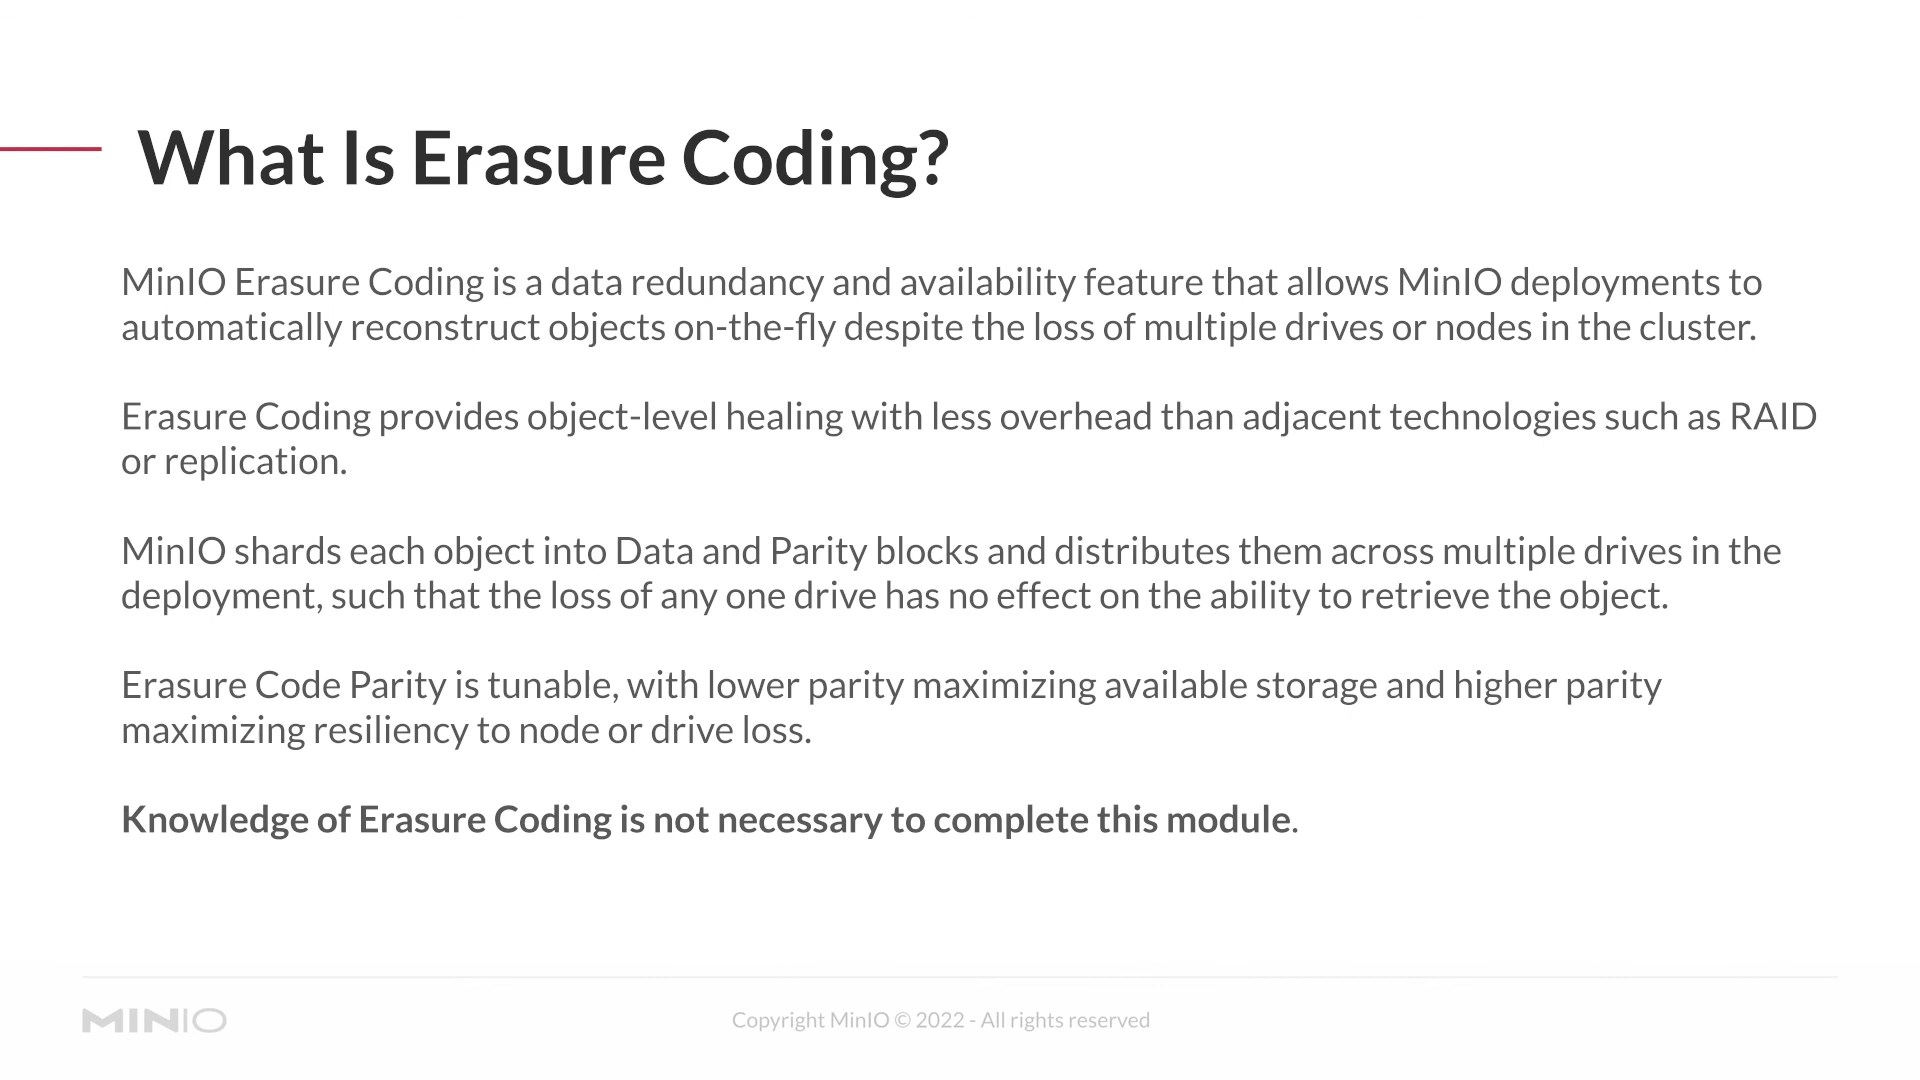 What Is Erasure Coding?
MinIO Erasure Coding is a data redundancy and availability feature that allows MinIO deployments to
automatically reconstruct objects on-the-fly despite the loss of multiple drives or nodes in the cluster.
Erasure Coding provides object-level healing with less overhead than adjacent technologies such as RAID
or replication.
MinIO shards each object into Data and Parity blocks and distributes them across multiple drives in the
deployment, such that the loss of any one drive has no effect on the ability to retrieve the object.
Erasure Code Parity is tunable, with lower parity maximizing available storage and higher parity
maximizing resiliency to node or drive loss.
Knowledge of Erasure Coding is not necessary to complete this module.
MINIO
Copyright MinIO © 2022 - All rights reserved